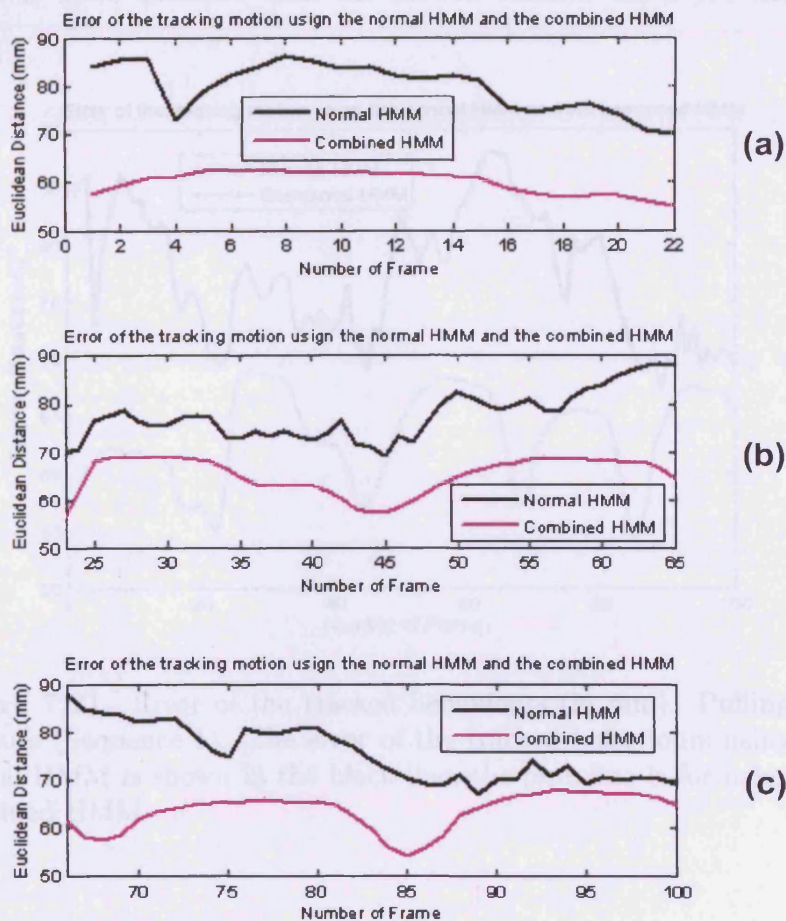 Error of the tracking motion usign the normal HMM and the combined HMM
90
80
70
60
50
Euclidean Distance (mm)
Normal HMM
Combined HMM
0 2 4 6 8 10 12 14 16 18 20 22
Number of Frame
(a)
Error of the tracking motion usign the normal HMM and the combined HMM
90
80
70
60
50
Euclidean Distance (mm)
Normal HMM
Combined HMM
25 30 35 40 45 50 55 60 65
Number of Frame
(b)
Error of the tracking motion usign the normal HMM and the combined HMM
90
80
70
60
50
Euclidean Distance (mm)
Normal HMM
Combined HMM
70 75 80 85 90 95 100
Number of Frame
(c)